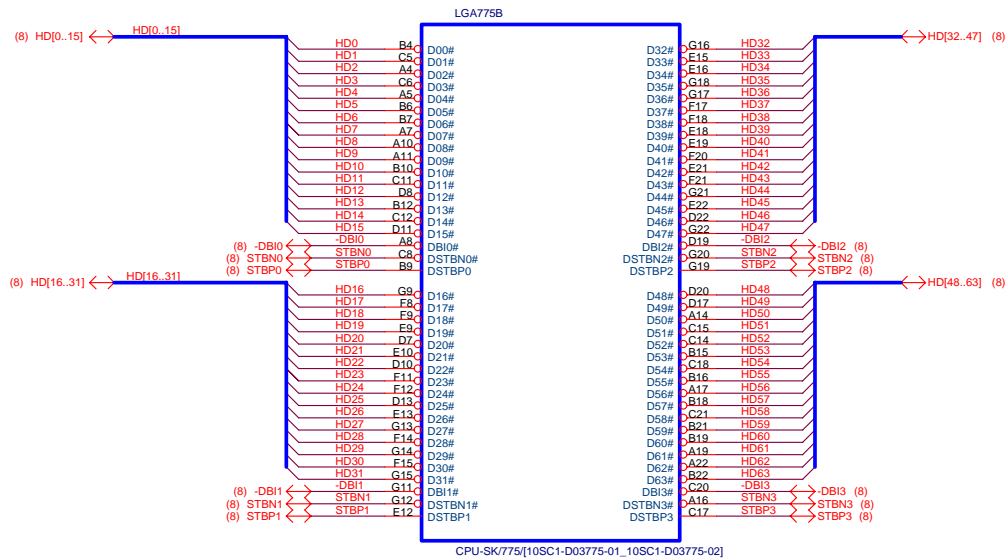 LGA775B
(8) HD[0..15] HD[0..15] HD[32..47] (8)
HD0 B4 D00# D32# G16 HD32
HD1 C5 D01# D33# E15 HD33
HD2 A4 D02# D34# E16 HD34
HD3 C6 D03# D35# G18 HD35
HD4 A5 D04# D36# G17 HD36
HD5 B6 D05# D37# F17 HD37
HD6 B7 D06# D38# F18 HD38
HD7 A7 D07# D39# E18 HD39
HD8 A10 D08# D40# E19 HD40
HD9 A11 D09# D41# F20 HD41
HD10 B10 D10# D42# E21 HD42
HD11 C11 D11# D43# F21 HD43
HD12 D8 D12# D44# G21 HD44
HD13 B12 D13# D45# E22 HD45
HD14 C12 D14# D46# D22 HD46
HD15 D11 D15# D47# G22 HD47
(8) -DBI0 -DBI0 A8 DBI0# DBI2# D19 -DBI2 -DBI2 (8)
(8) STBN0 STBN0 C8 DSTBN0# DSTBN2# G20 STBN2 STBN2 (8)
(8) STBP0 STBP0 B9 DSTBP0 DSTBP2 G19 STBP2 STBP2 (8)
(8) HD[16..31] HD[16..31] HD[48..63] (8)
HD16 G9 D16# D48# D20 HD48
HD17 F8 D17# D49# D17 HD49
HD18 F9 D18# D50# A14 HD50
HD19 E9 D19# D51# C15 HD51
HD20 D7 D20# D52# C14 HD52
HD21 E10 D21# D53# B15 HD53
HD22 D10 D22# D54# C18 HD54
HD23 F11 D23# D55# B16 HD55
HD24 F12 D24# D56# A17 HD56
HD25 D13 D25# D57# B18 HD57
HD26 E13 D26# D58# C21 HD58
HD27 G13 D27# D59# B21 HD59
HD28 F14 D28# D60# B19 HD60
HD29 G14 D29# D61# A19 HD61
HD30 F15 D30# D62# A22 HD62
HD31 G15 D31# D63# B22 HD63
(8) -DBI1 -DBI1 G11 DBI1# DBI3# C20 -DBI3 -DBI3 (8)
(8) STBN1 STBN1 G12 DSTBN1# DSTBN3# A16 STBN3 STBN3 (8)
(8) STBP1 STBP1 E12 DSTBP1 DSTBP3 C17 STBP3 STBP3 (8)
CPU-SK/775/[10SC1-D03775-01_10SC1-D03775-02]